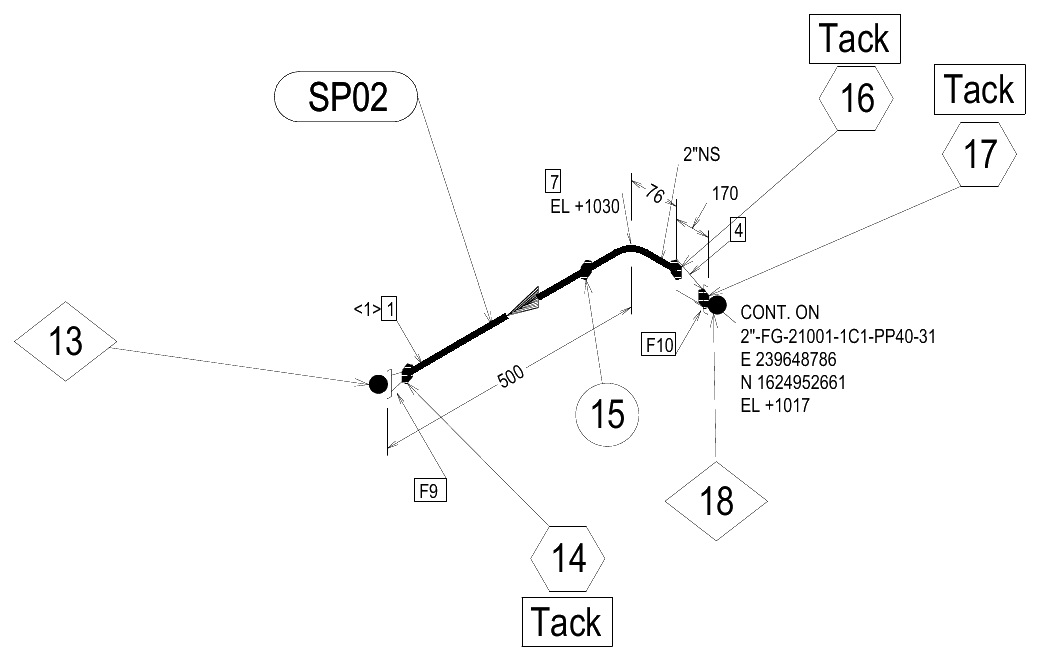 Tack
16
Tack
17
SP02
2"NS
7
EL +1030
76
170
4
<1> 1
13
F10
CONT. ON
2"-FG-21001-1C1-PP40-31
E 239648786
N 1624952661
EL +1017
500
15
F9
18
14
Tack